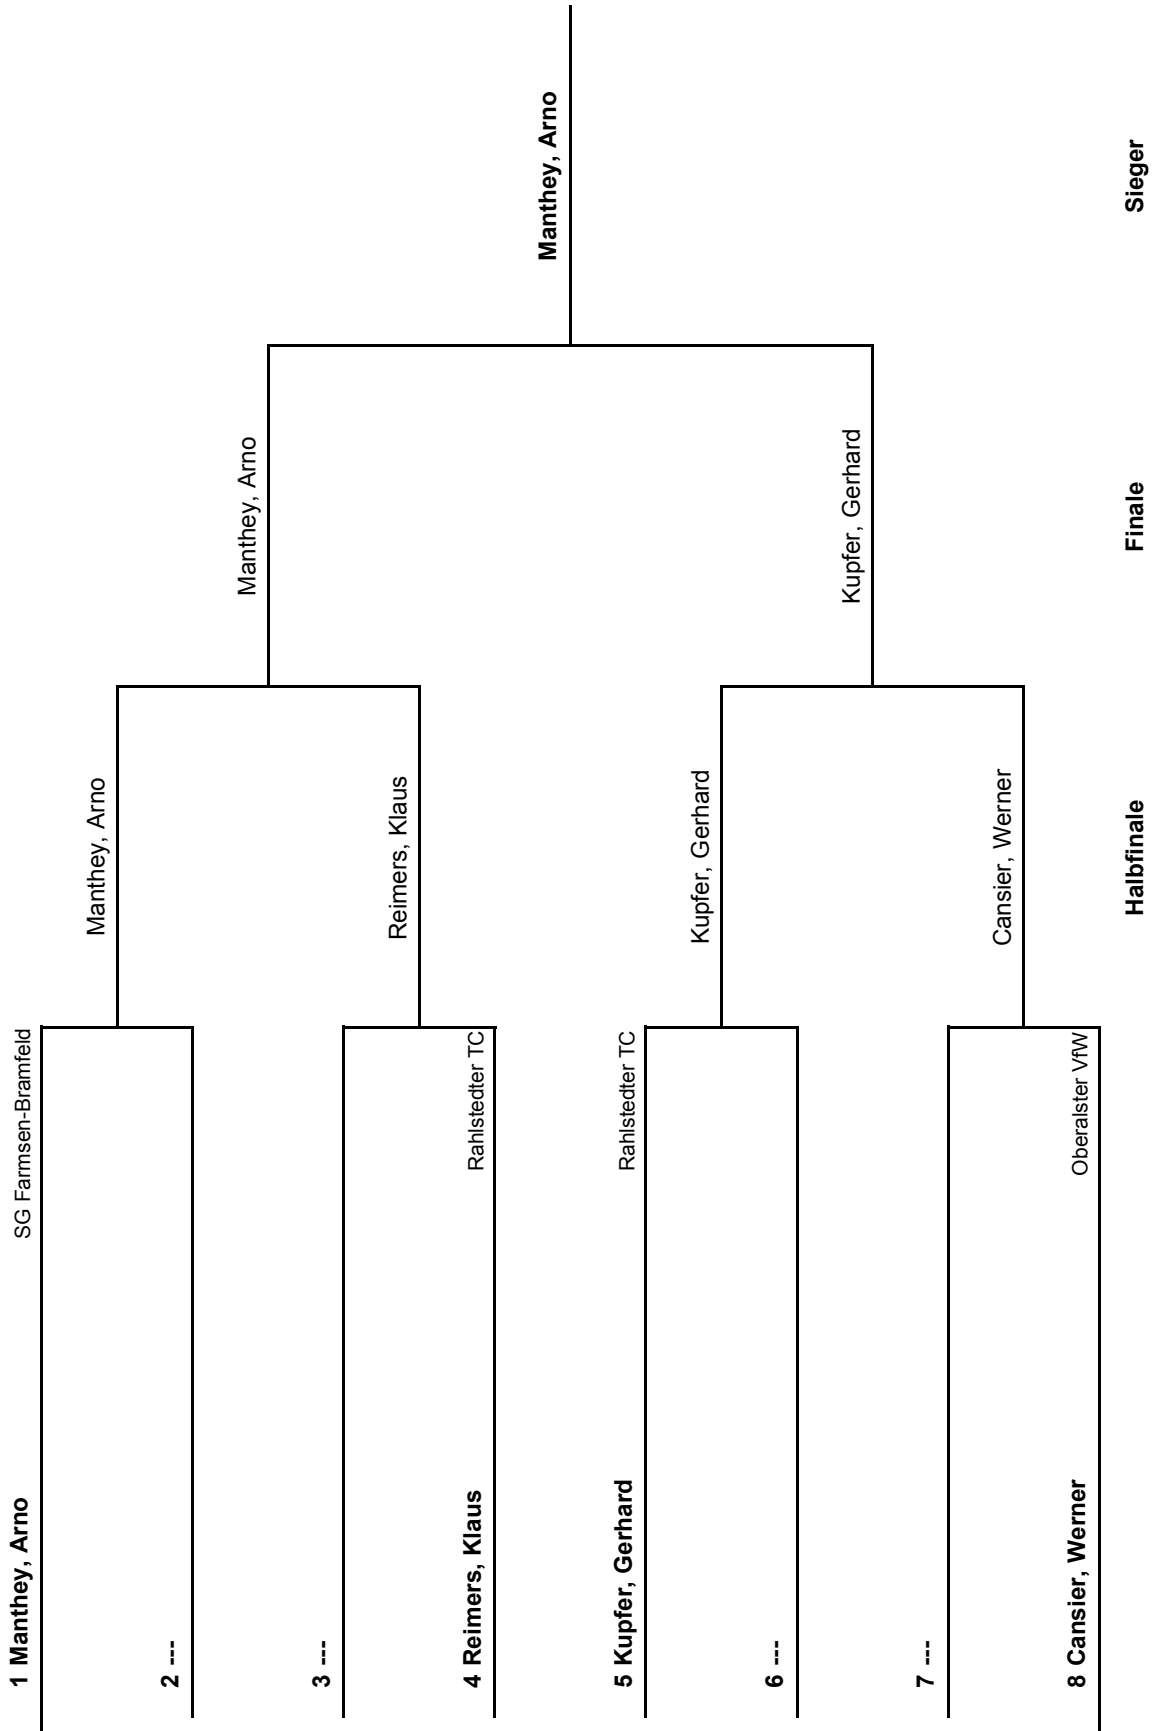 1 Manthey, Arno
SG Farmsen-Bramfeld
2 ---
3 ---
4 Reimers, Klaus
Rahlstedter TC
5 Kupfer, Gerhard
Rahlstedter TC
6 ---
7 ---
8 Cansier, Werner
Oberalster VfW
Manthey, Arno
Reimers, Klaus
Kupfer, Gerhard
Cansier, Werner
Halbfinale
Manthey, Arno
Kupfer, Gerhard
Finale
Manthey, Arno
Sieger